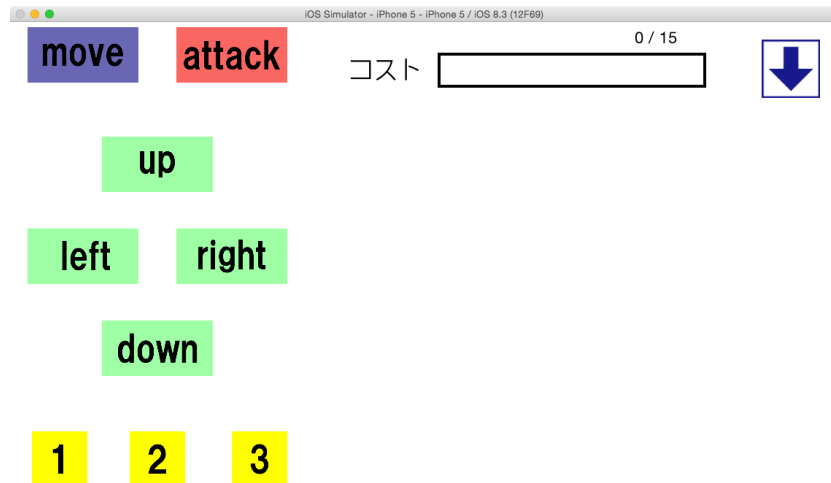 iOS Simulator - iPhone 5 - iPhone 5 / iOS 8.3 (12F69)
move attack
0 / 15
コスト
up
left right
down
1 2 3